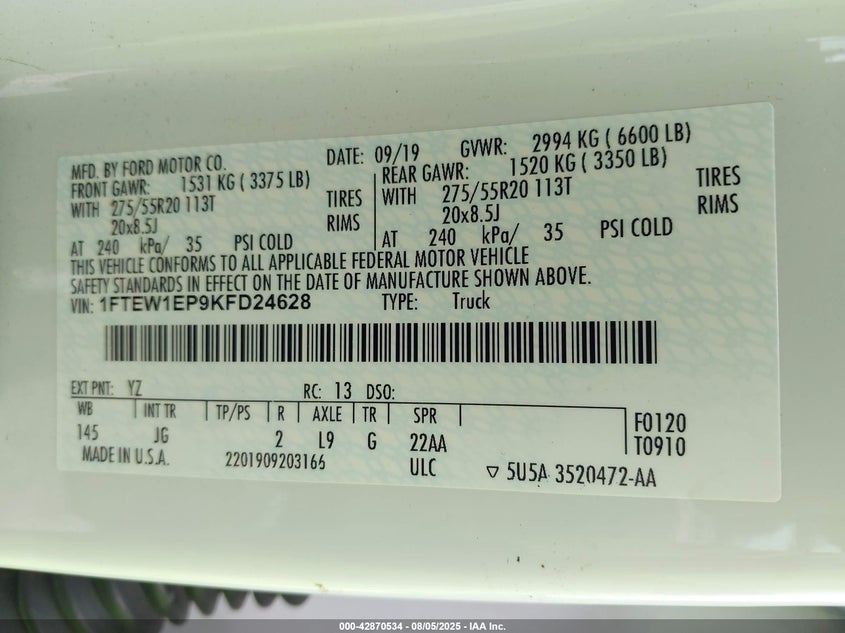 MFD. BY FORD MOTOR CO. DATE: 09/19 GVWR: 2994 KG ( 6600 LB)
FRONT GAWR: 1531 KG ( 3375 LB) REAR GAWR: 1520 KG ( 3350 LB)
WITH 275/55R20 113T TIRES WITH 275/55R20 113T TIRES
20x8.5J RIMS 20x8.5J RIMS
AT 240 kPa/ 35 PSI COLD AT 240 kPa/ 35 PSI COLD
THIS VEHICLE CONFORMS TO ALL APPLICABLE FEDERAL MOTOR VEHICLE
SAFETY STANDARDS IN EFFECT ON THE DATE OF MANUFACTURE SHOWN ABOVE.
VIN: 1FTEW1EP9KFD24628 TYPE: Truck
EXT PNT: YZ RC: 13 DSO:
WB INT TR TP/PS R AXLE TR SPR F0120
145 JG 2 L9 G 22AA T0910
MADE IN U.S.A. 2201909203166 ULC ▽ 5U5A 3520472-AA
000-42870534 - 08/05/2025 - IAA Inc.